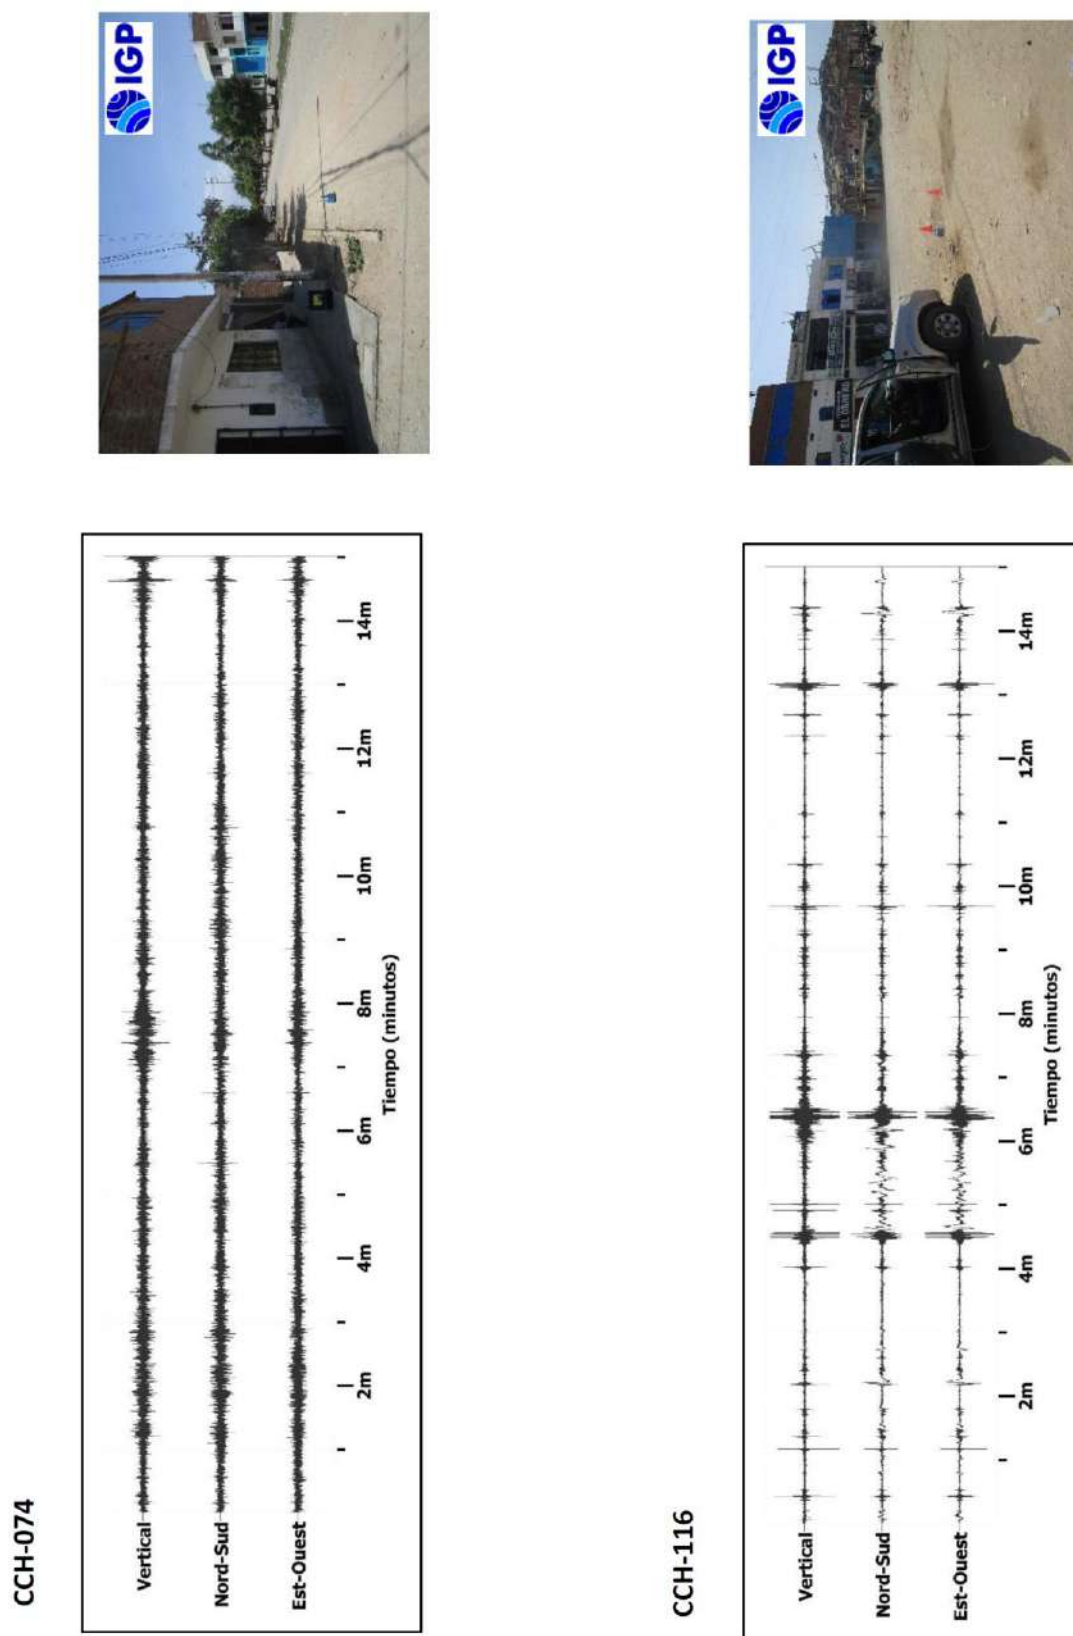 CCH-074
IGP
Vertical
Nord-Sud
Est-Ouest
2m
4m
6m
8m
10m
12m
14m
Tiempo (minutos)
CCH-116
IGP
Vertical
Nord-Sud
Est-Ouest
2m
4m
6m
8m
10m
12m
14m
Tiempo (minutos)